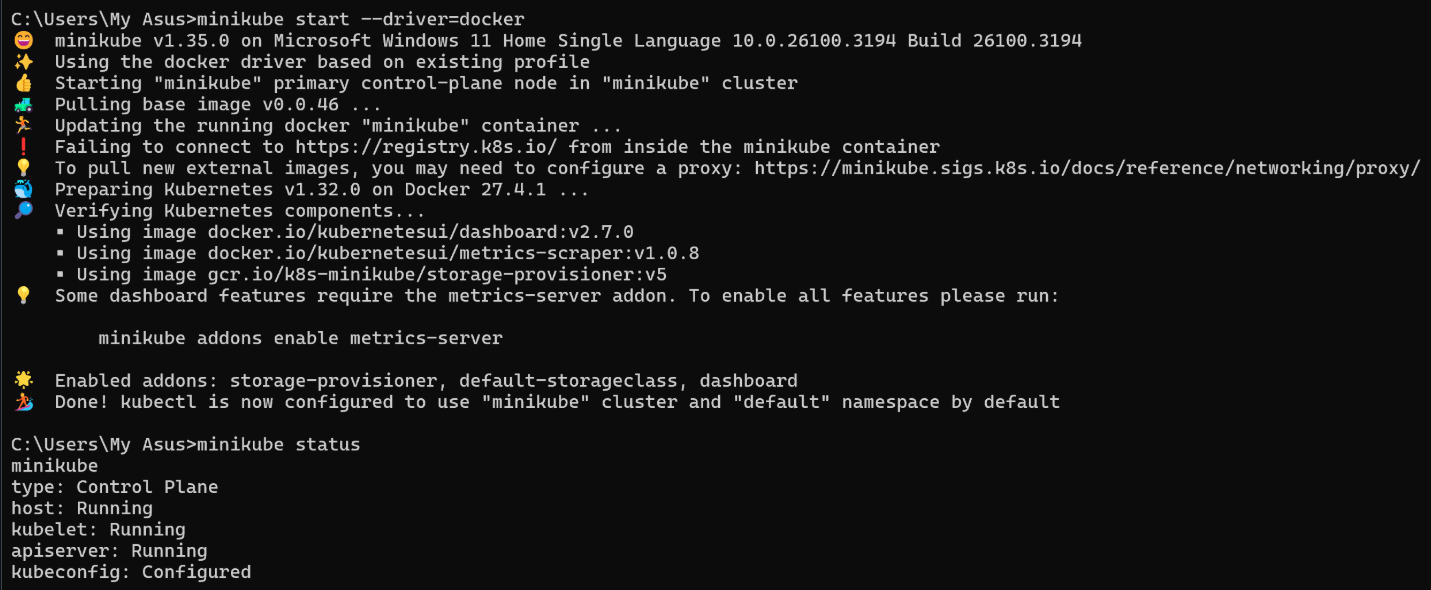 C:\Users\My Asus>minikube start --driver=docker
😄  minikube v1.35.0 on Microsoft Windows 11 Home Single Language 10.0.26100.3194 Build 26100.3194
✨  Using the docker driver based on existing profile
👍  Starting "minikube" primary control-plane node in "minikube" cluster
🚜  Pulling base image v0.0.46 ...
🏃  Updating the running docker "minikube" container ...
❗  Failing to connect to https://registry.k8s.io/ from inside the minikube container
💡  To pull new external images, you may need to configure a proxy: https://minikube.sigs.k8s.io/docs/reference/networking/proxy/
🐳  Preparing Kubernetes v1.32.0 on Docker 27.4.1 ...
🔎  Verifying Kubernetes components...
    ▪ Using image docker.io/kubernetesui/dashboard:v2.7.0
    ▪ Using image docker.io/kubernetesui/metrics-scraper:v1.0.8
    ▪ Using image gcr.io/k8s-minikube/storage-provisioner:v5
💡  Some dashboard features require the metrics-server addon. To enable all features please run:
        minikube addons enable metrics-server
🌟  Enabled addons: storage-provisioner, default-storageclass, dashboard
🏄  Done! kubectl is now configured to use "minikube" cluster and "default" namespace by default
C:\Users\My Asus>minikube status
minikube
type: Control Plane
host: Running
kubelet: Running
apiserver: Running
kubeconfig: Configured